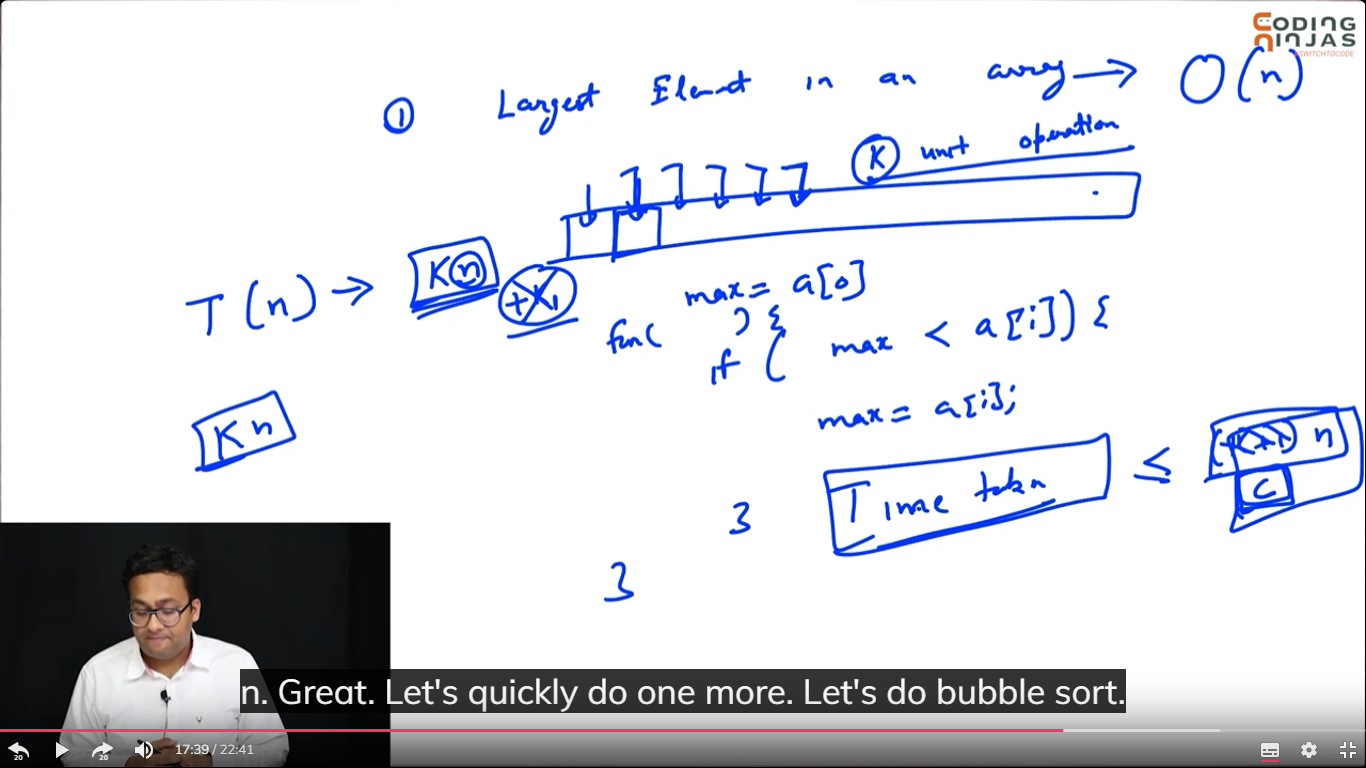 CODING
NINJAS
#SWITCHTOCODE
① Largest Element in an array → O(n)
K unit operation
T(n) → Kn +K₁
max = a[0]
for( ) {
if ( max < a[i]) {
max = a[i];
Kn
Time taken ≤ (K+1) n
C
}
}
n. Great. Let's quickly do one more. Let's do bubble sort.
20
20
17:39 / 22:41